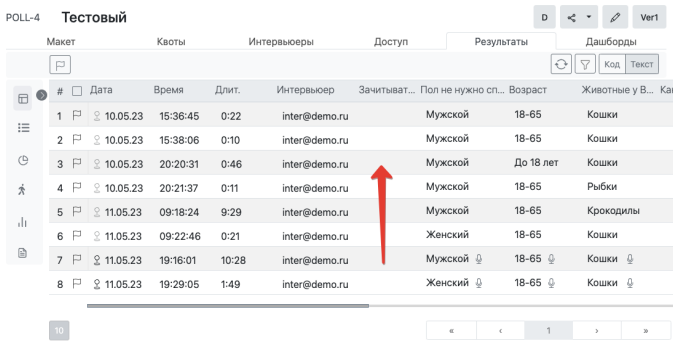 POLL-4 Тестовый D Ver1
Макет Квоты Интервьюеры Доступ Результаты Дашборды
Код Текст
# Дата Время Длит. Интервьюер Зачитыват... Пол не нужно сп... Возраст Животные у В... Ка
1 10.05.23 15:36:45 0:22 inter@demo.ru Мужской 18-65 Кошки
2 10.05.23 15:38:06 0:10 inter@demo.ru Мужской 18-65 Кошки
3 10.05.23 20:20:31 0:46 inter@demo.ru Мужской До 18 лет Кошки
4 10.05.23 20:21:37 0:11 inter@demo.ru Мужской 18-65 Рыбки
5 11.05.23 09:18:24 9:29 inter@demo.ru Мужской 18-65 Крокодилы
6 11.05.23 09:22:46 0:21 inter@demo.ru Женский 18-65 Кошки
7 11.05.23 19:16:01 10:28 inter@demo.ru Мужской 18-65 Кошки
8 11.05.23 19:29:05 1:49 inter@demo.ru Женский 18-65 Кошки
10 « ‹ 1 › »